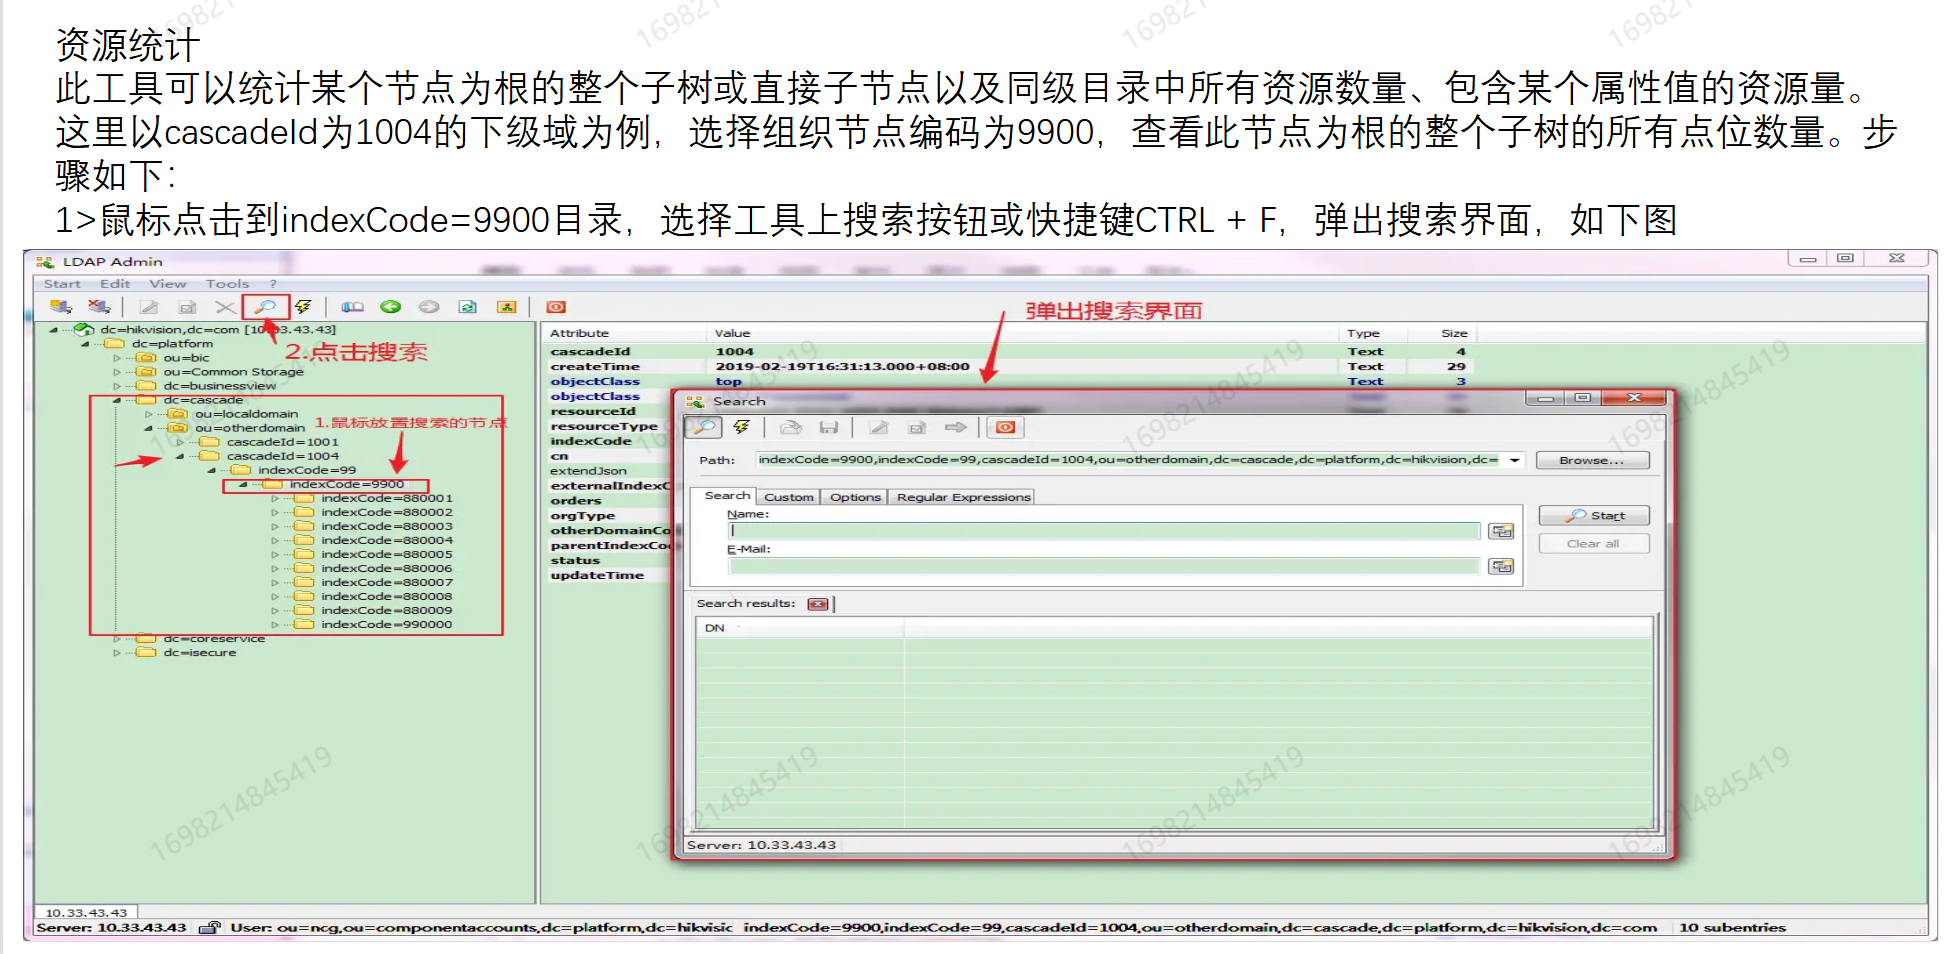 资源统计
此工具可以统计某个节点为根的整个子树或直接子节点以及同级目录中所有资源数量、包含某个属性值的资源量。
这里以cascadeId为1004的下级域为例，选择组织节点编码为9900，查看此节点为根的整个子树的所有点位数量。步
骤如下：
1>鼠标点击到indexCode=9900目录，选择工具上搜索按钮或快捷键CTRL + F，弹出搜索界面，如下图
LDAP Admin
Start Edit View Tools ?
弹出搜索界面
dc=hikvision,dc=com [10.33.43.43]
dc=platform
2.点击搜索
ou=bic
ou=Common Storage
dc=businessview
dc=cascade
ou=localdomain
ou=otherdomain
1.鼠标放置搜索的节点
cascadeId=1001
cascadeId=1004
indexCode=99
indexCode=9900
indexCode=880001
indexCode=880002
indexCode=880003
indexCode=880004
indexCode=880005
indexCode=880006
indexCode=880007
indexCode=880008
indexCode=880009
indexCode=990000
dc=coreservice
dc=isecure
Attribute Value Type Size
cascadeId 1004 Text 4
createTime 2019-02-19T16:31:13.000+08:00 Text 29
objectClass top Text 3
objectClass
resourceId
resourceType
indexCode
cn
extendJson
externalIndexC
orders
orgType
otherDomainCo
parentIndexCo
status
updateTime
Search
Path: indexCode=9900,indexCode=99,cascadeId=1004,ou=otherdomain,dc=cascade,dc=platform,dc=hikvision,dc= Browse...
Search Custom Options Regular Expressions
Name:
Start
E-Mail:
Clear all
Search results:
DN
Server: 10.33.43.43
10.33.43.43
Server: 10.33.43.43 User: ou=ncg,ou=componentaccounts,dc=platform,dc=hikvisic indexCode=9900,indexCode=99,cascadeId=1004,ou=otherdomain,dc=cascade,dc=platform,dc=hikvision,dc=com 10 subentries
1698214845419
1698214845419
1698214845419
1698214845419